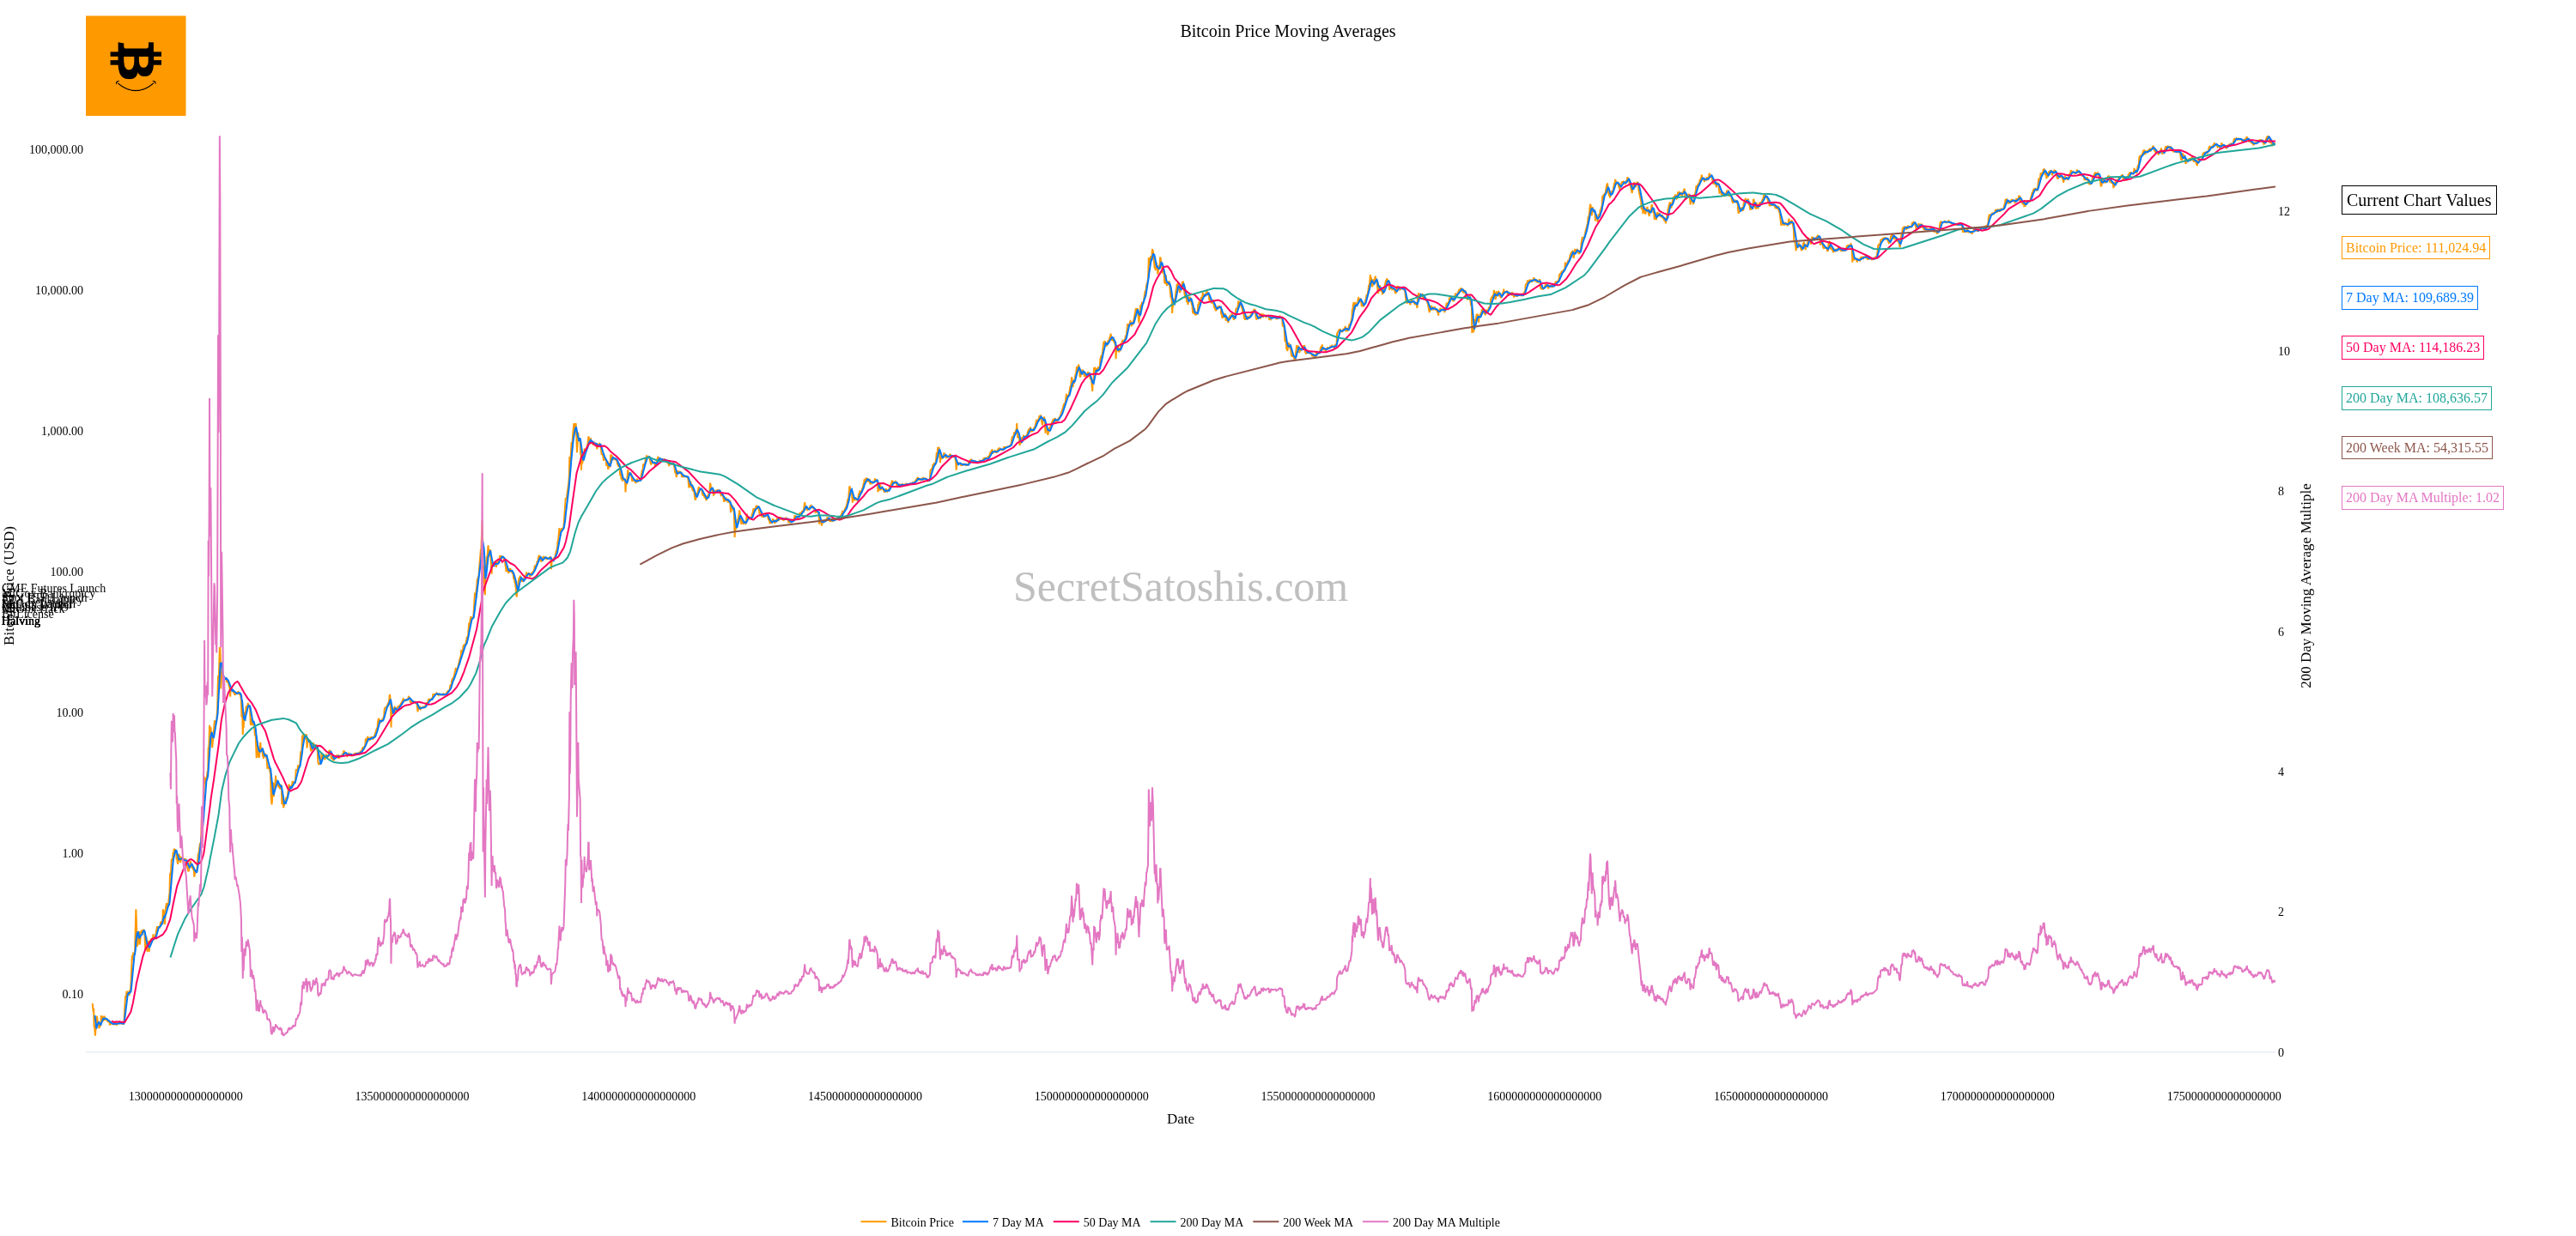 Bitcoin Price Moving Averages
100,000.00
10,000.00
1,000.00
100.00
10.00
1.00
0.10
Bitcoin Price (USD)
CME Futures Launch
Halving
12
10
8
6
4
2
0
200 Day Moving Average Multiple
SecretSatoshis.com
Current Chart Values
Bitcoin Price: 111,024.94
7 Day MA: 109,689.39
50 Day MA: 114,186.23
200 Day MA: 108,636.57
200 Week MA: 54,315.55
200 Day MA Multiple: 1.02
1300000000000000000 1350000000000000000 1400000000000000000 1450000000000000000 1500000000000000000 1550000000000000000 1600000000000000000 1650000000000000000 1700000000000000000 1750000000000000000
Date
Bitcoin Price 7 Day MA 50 Day MA 200 Day MA 200 Week MA 200 Day MA Multiple